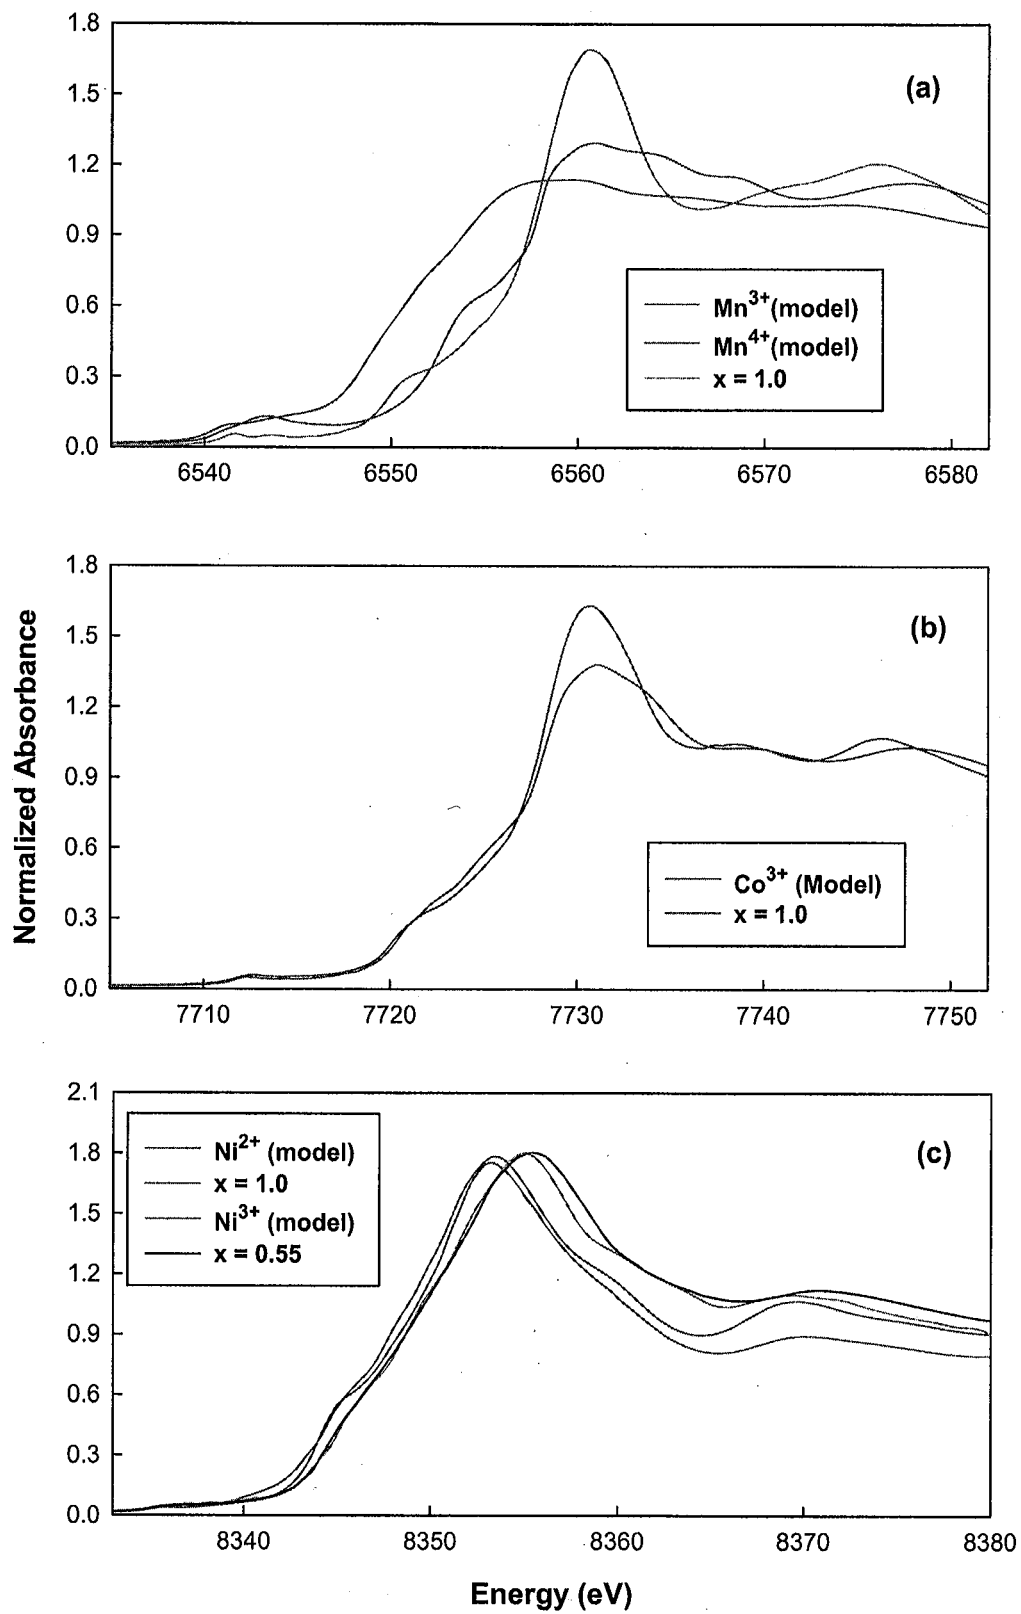 1.8
(a)
1.5
1.2
0.9
0.6
Mn3+(model)
Mn4+(model)
x = 1.0
0.3
0.0
6540 6550 6560 6570 6580
1.8
(b)
1.5
1.2
0.9
0.6
Co3+ (Model)
x = 1.0
0.3
0.0
7710 7720 7730 7740 7750
Normalized Absorbance
2.1
Ni2+ (model)
x = 1.0
Ni3+ (model)
x = 0.55
(c)
1.8
1.5
1.2
0.9
0.6
0.3
0.0
8340 8350 8360 8370 8380
Energy (eV)